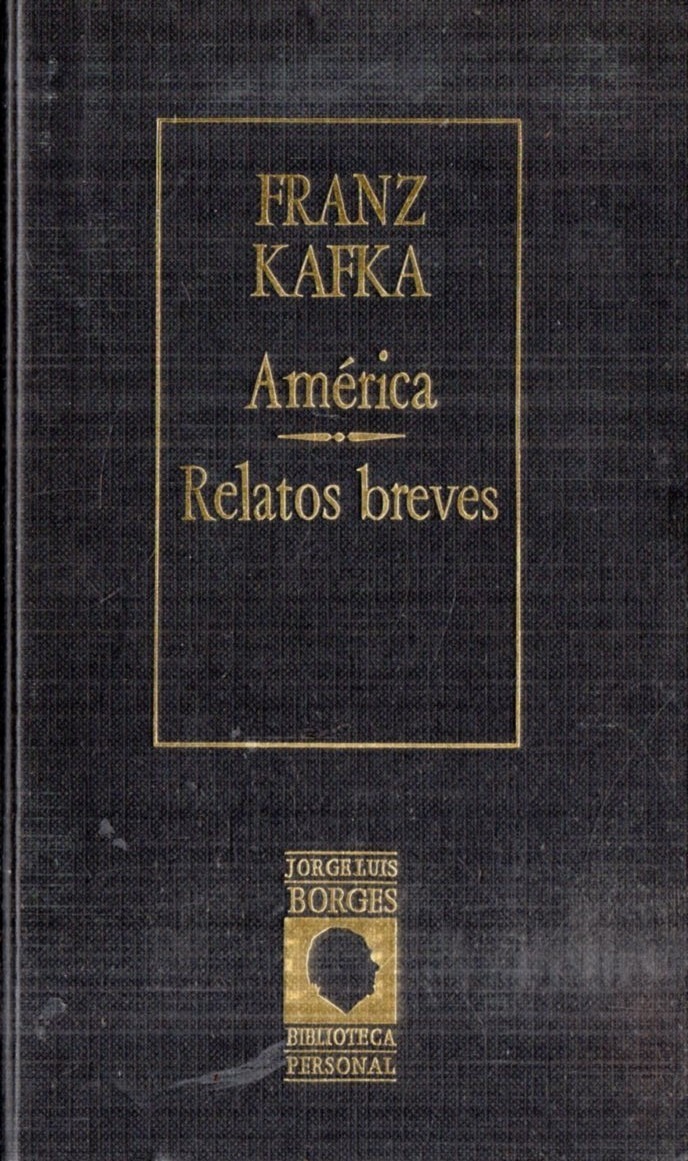 FRANZ
KAFKA
América
Relatos breves
JORGE LUIS
BORGES
BIBLIOTECA
PERSONAL